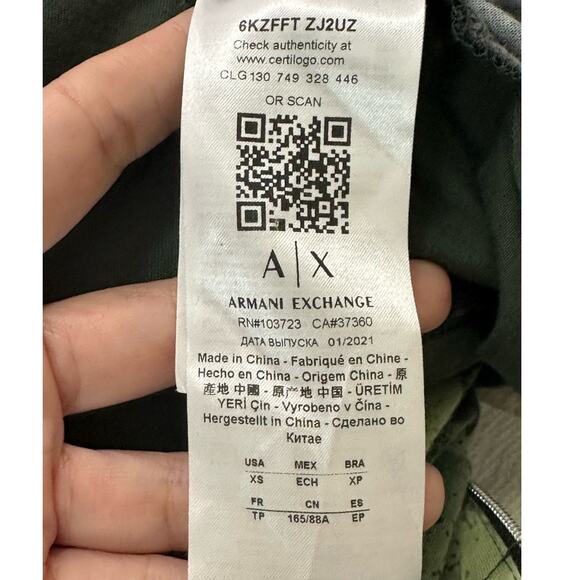 6KZFFT ZJ2UZ
Check authenticity at
www.certilogo.com
CLG 130 749 328 446
OR SCAN
A|X
ARMANI EXCHANGE
RN#103723 CA#37360
ДАТА ВЫПУСКА 01/2021
Made in China - Fabriqué en Chine -
Hecho en China - Origem China - 原
產地 中國 - 原产地 中国 - ÜRETİM
YERİ Çin - Vyrobeno v Čína -
Hergestellt in China - Сделано во
Китае
USA MEX BRA
XS ECH XP
FR CN ES
TP 165/88A EP